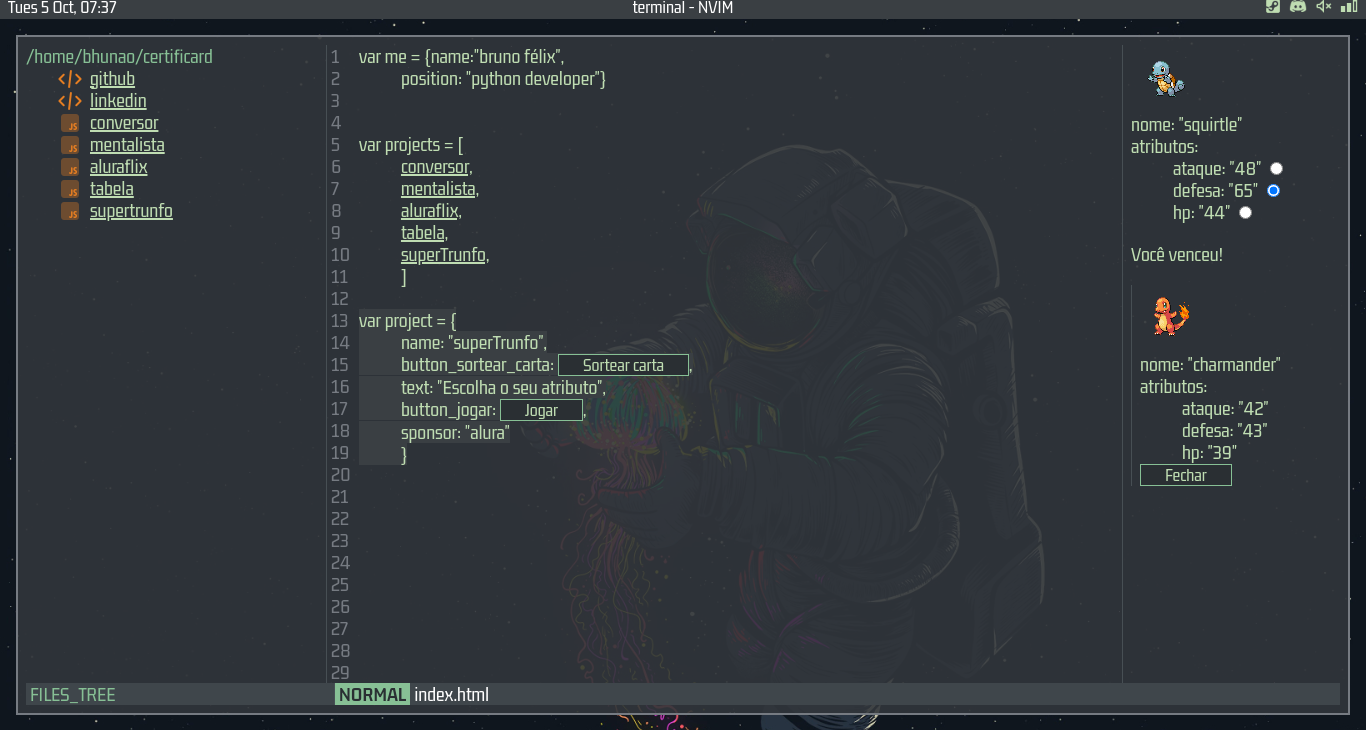 Tues 5 Oct, 07:37
terminal - NVIM
/home/bhunao/certificard
</> github
</> linkedin
JS conversor
JS mentalista
JS aluraflix
JS tabela
JS supertrunfo
FILES_TREE
1 var me = {name:"bruno félix",
2 position: "python developer"}
3
4
5 var projects = [
6 conversor,
7 mentalista,
8 aluraflix,
9 tabela,
10 superTrunfo,
11 ]
12
13 var project = {
14 name: "superTrunfo",
15 button_sortear_carta: Sortear carta,
16 text: "Escolha o seu atributo",
17 button_jogar: Jogar,
18 sponsor: "alura"
19 }
20
21
22
23
24
25
26
27
28
29
NORMAL index.html
nome: "squirtle"
atributos:
ataque: "48"
defesa: "65"
hp: "44"
Você venceu!
nome: "charmander"
atributos:
ataque: "42"
defesa: "43"
hp: "39"
Fechar